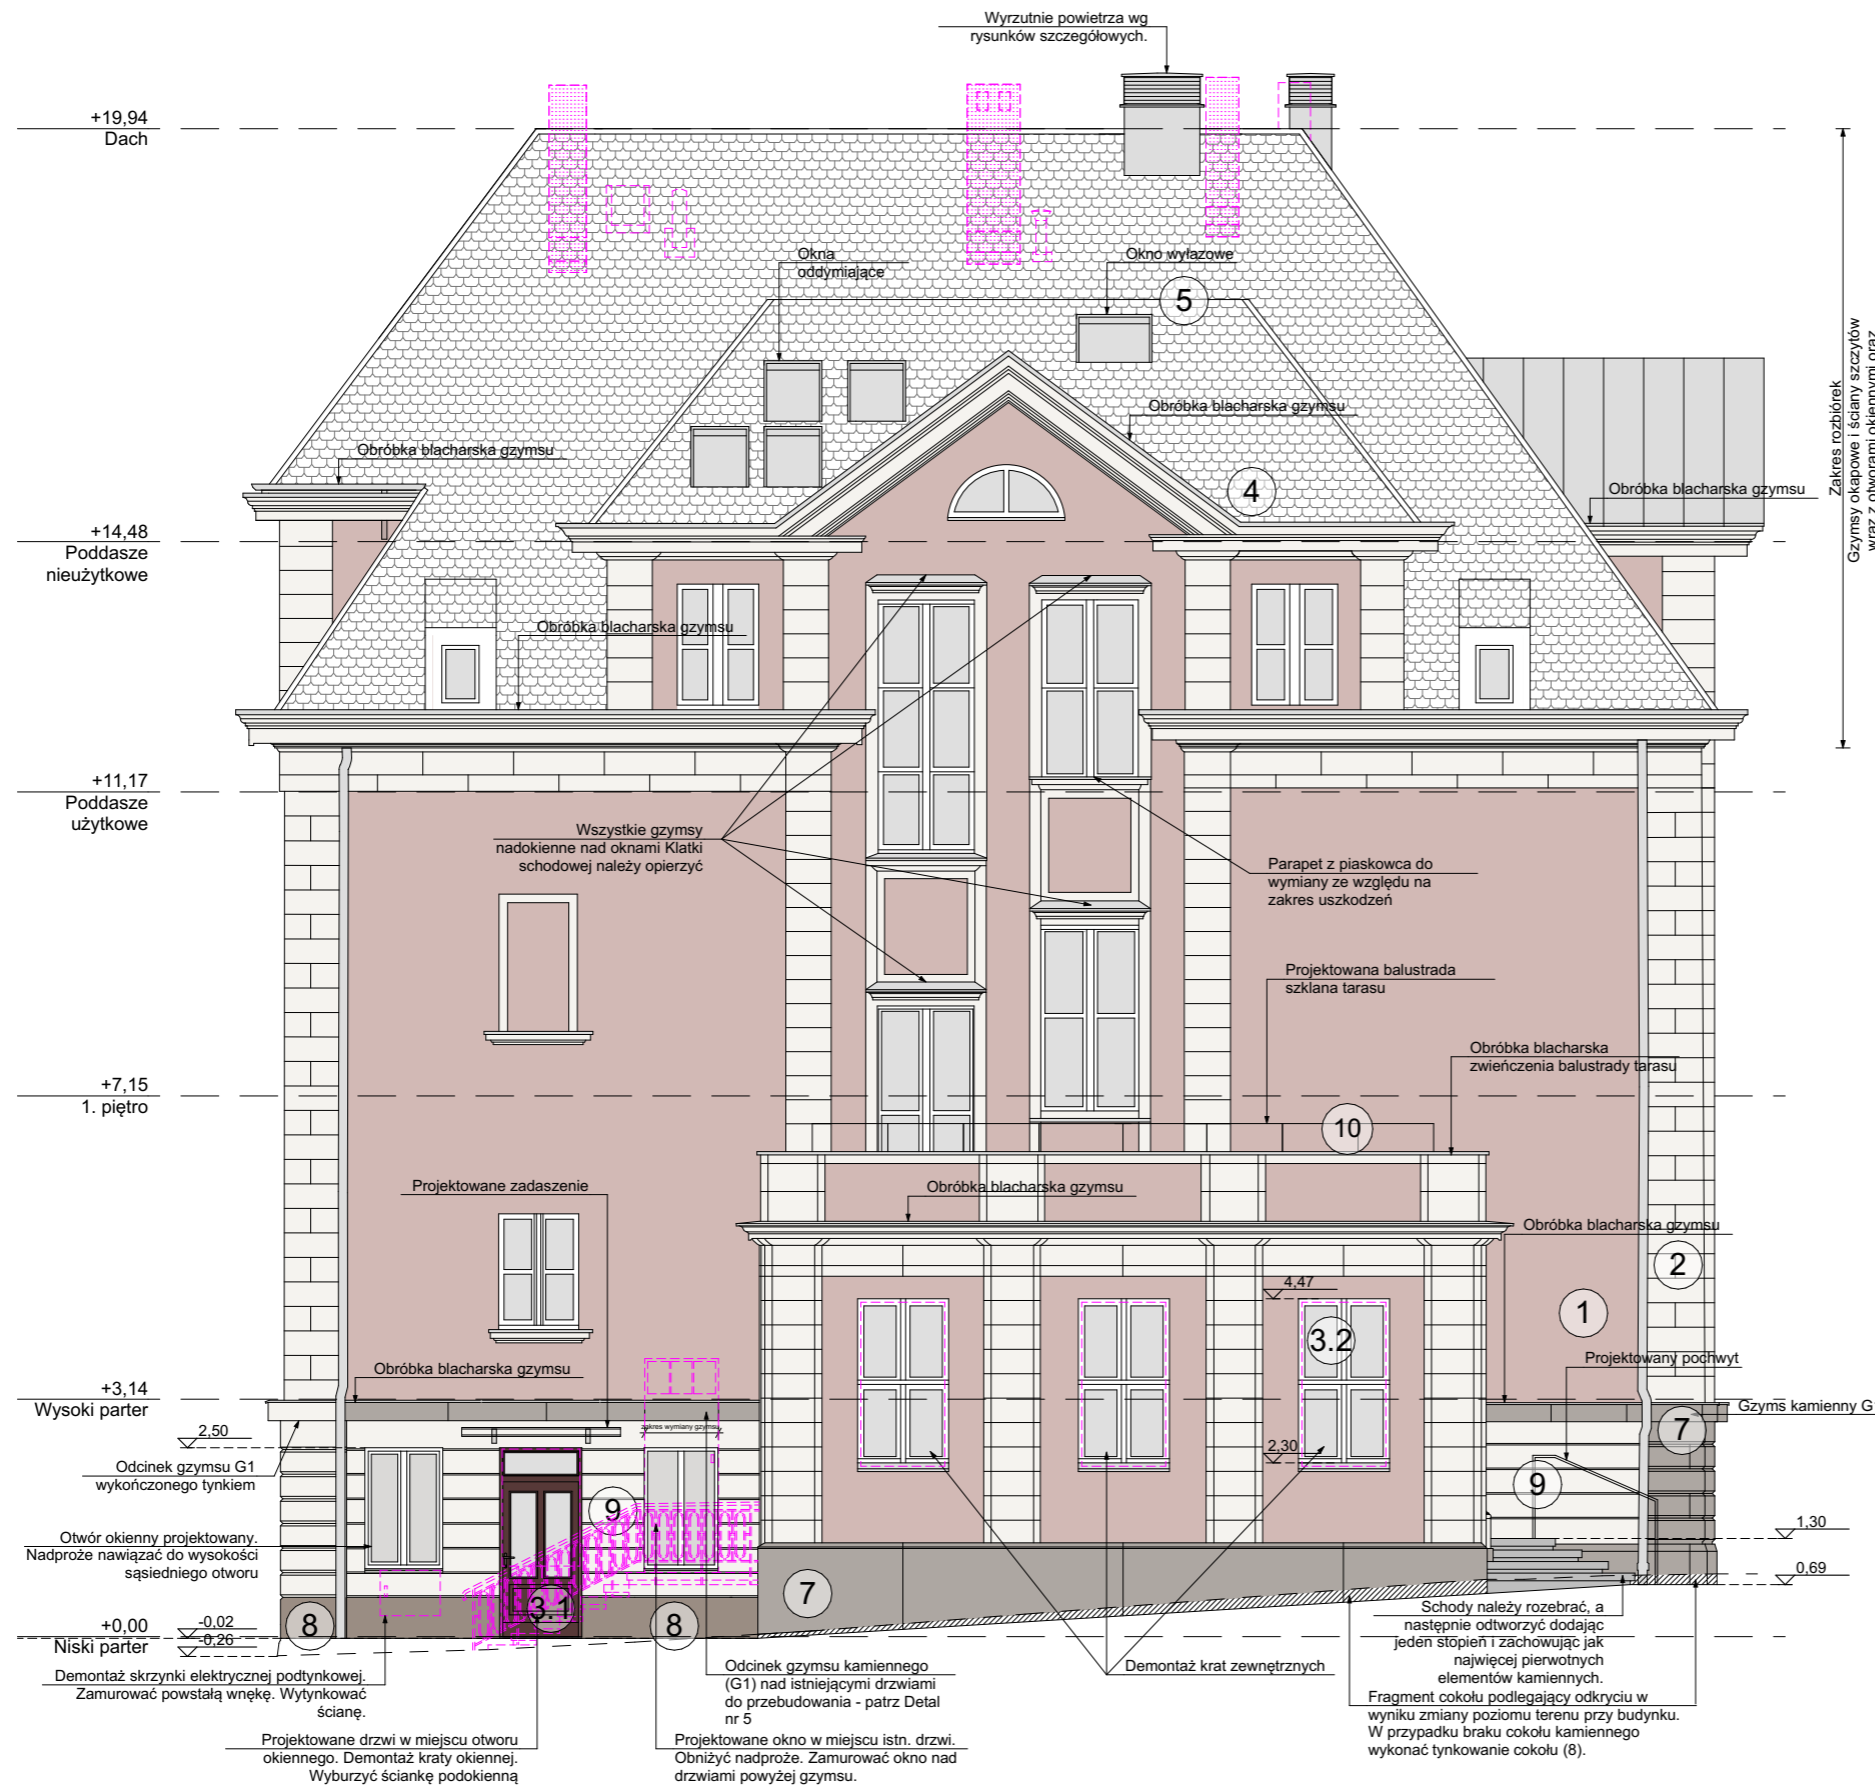 Wyrzutnie powietrza wg
rysunków szczegółowych.
+19,94
Dach
Okna
oddymiające
Okno wyłazowe
5
Zakres rozbiórek
Gzymsy okapowe i ściany szczytów
wraz z otworami okiennymi oraz
Obróbka blacharska gzymsu
Obróbka blacharska gzymsu
4
Obróbka blacharska gzymsu
+14,48
Poddasze
nieużytkowe
Obróbka blacharska gzymsu
+11,17
Poddasze
użytkowe
Wszystkie gzymsy
nadokienne nad oknami Klatki
schodowej należy opierzyć
Parapet z piaskowca do
wymiany ze względu na
zakres uszkodzeń
Projektowana balustrada
szklana tarasu
Obróbka blacharska
zwieńczenia balustrady tarasu
+7,15
1. piętro
10
Projektowane zadaszenie
Obróbka blacharska gzymsu
Obróbka blacharska gzymsu
2
4,47
1
3.2
Projektowany pochwyt
Obróbka blacharska gzymsu
+3,14
Wysoki parter
Gzyms kamienny G
zakres wymiany gzymsu
7
2,50
2,30
Odcinek gzymsu G1
wykończonego tynkiem
9
9
Otwór okienny projektowany.
Nadproże nawiązać do wysokości
sąsiedniego otworu
1,30
0,69
3.1
7
8
8
+0,00
Niski parter
-0,02
-0,26
Schody należy rozebrać, a
następnie odtworzyć dodając
jeden stopień i zachowując jak
najwięcej pierwotnych
elementów kamiennych.
Demontaż skrzynki elektrycznej podtynkowej.
Zamurować powstałą wnękę. Wytynkować
ścianę.
Odcinek gzymsu kamiennego
(G1) nad istniejącymi drzwiami
do przebudowania - patrz Detal
nr 5
Demontaż krat zewnętrznych
Fragment cokołu podlegający odkryciu w
wyniku zmiany poziomu terenu przy budynku.
W przypadku braku cokołu kamiennego
wykonać tynkowanie cokołu (8).
Projektowane drzwi w miejscu otworu
okiennego. Demontaż kraty okiennej.
Wyburzyć ściankę podokienną
Projektowane okno w miejscu istn. drzwi.
Obniżyć nadproże. Zamurować okno nad
drzwiami powyżej gzymsu.